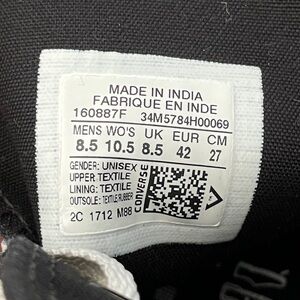 MADE IN INDIA
FABRIQUE EN INDE
160887F 34M5784H00069
MENS WO'S UK EUR CM
8.5 10.5 8.5 42 27
GENDER: UNISEX
UPPER:TEXTILE
LINING: TEXTILE
OUTSOLE: TEXTILE RUBBER
2C 1712 M88
CONVERSE